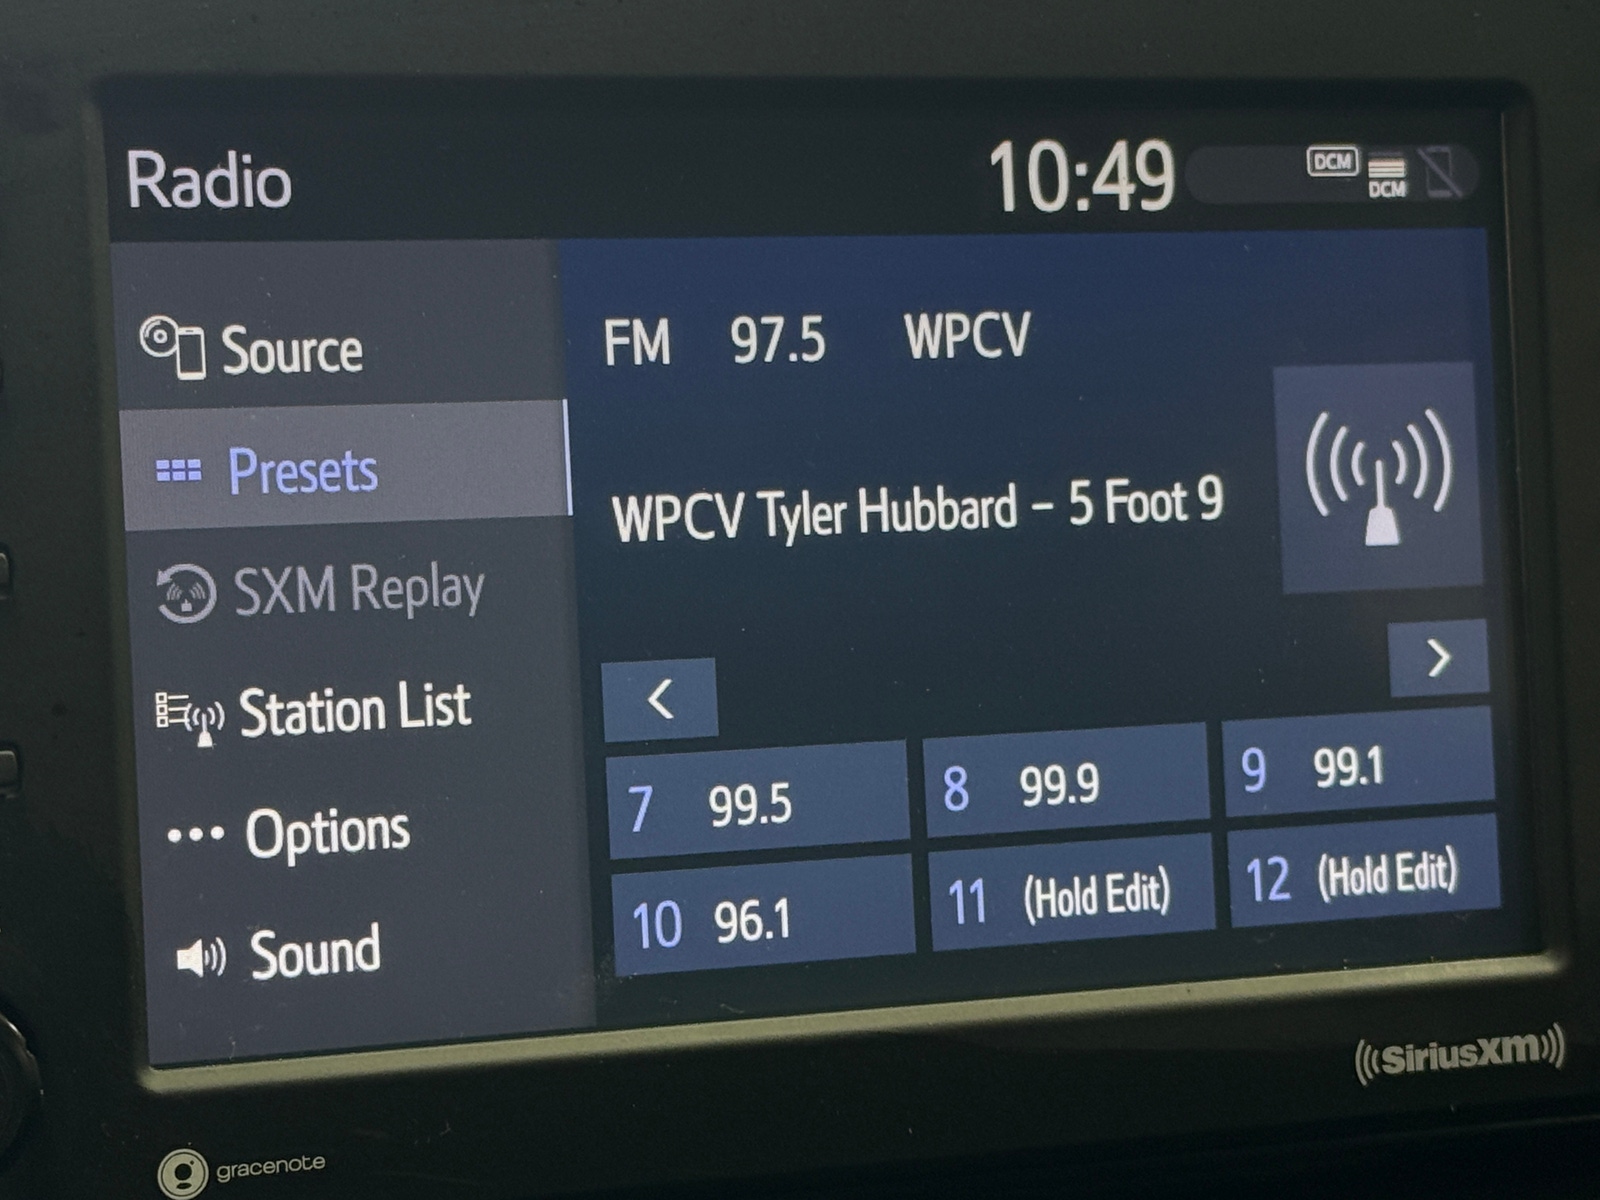 Radio
10:49
DCM
DCM
Source
Presets
SXM Replay
Station List
Options
Sound
FM 97.5 WPCV
WPCV Tyler Hubbard – 5 Foot 9
7 99.5
8 99.9
9 99.1
10 96.1
11 (Hold Edit)
12 (Hold Edit)
gracenote
SiriusXm